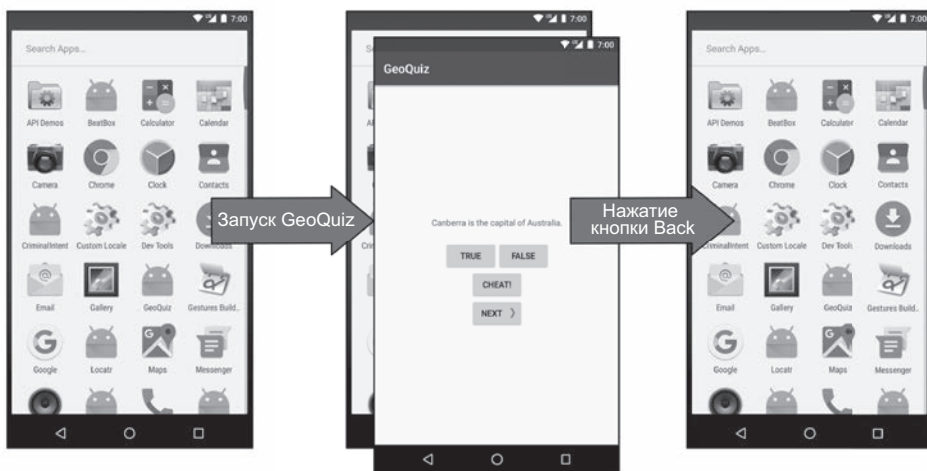 7:00
Search Apps...
API Demos BeatBox Calculator Calendar
Camera Chrome Clock Contacts
CriminalIntent Custom Locale Dev Tools Downloads
Email Gallery GeoQuiz Gestures Build..
Google Locatr Maps Messenger
Запуск GeoQuiz
7:00
7:00
GeoQuiz
Canberra is the capital of Australia.
TRUE FALSE
CHEAT!
NEXT
Нажатие
кнопки Back
7:00
Search Apps...
API Demos BeatBox Calculator Calendar
Camera Chrome Clock Contacts
CriminalIntent Custom Locale Dev Tools Downloads
Email Gallery GeoQuiz Gestures Build..
Google Locatr Maps Messenger